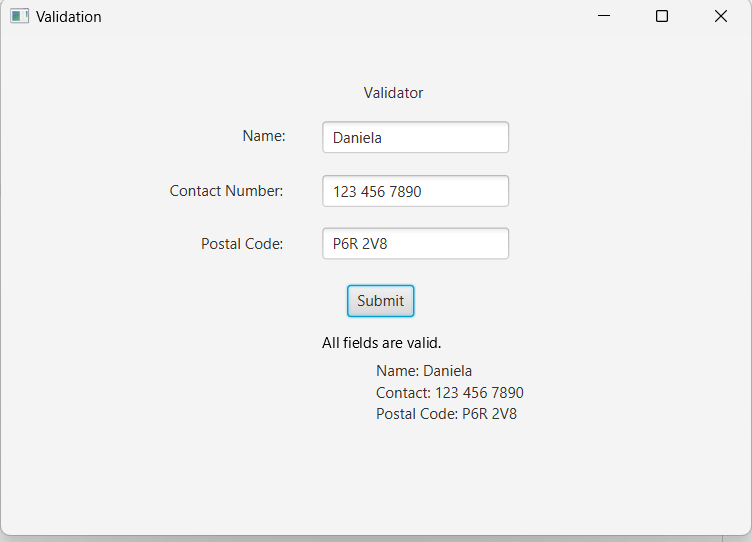 Validation
Validator
Name: Daniela
Contact Number: 123 456 7890
Postal Code: P6R 2V8
Submit
All fields are valid.
Name: Daniela
Contact: 123 456 7890
Postal Code: P6R 2V8